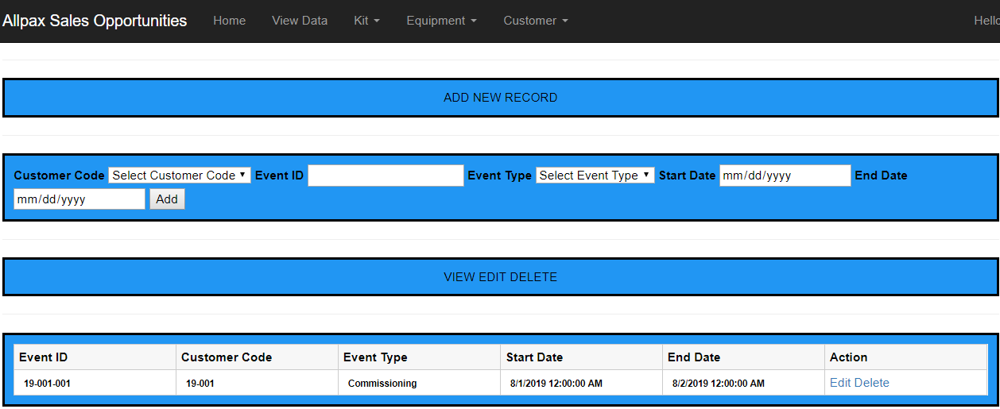 Allpax Sales Opportunities Home View Data Kit Equipment Customer Hello
ADD NEW RECORD
Customer Code Select Customer Code Event ID Event Type Select Event Type Start Date mm/dd/yyyy End Date
mm/dd/yyyy Add
VIEW EDIT DELETE
Event ID Customer Code Event Type Start Date End Date Action
19-001-001 19-001 Commissioning 8/1/2019 12:00:00 AM 8/2/2019 12:00:00 AM Edit Delete